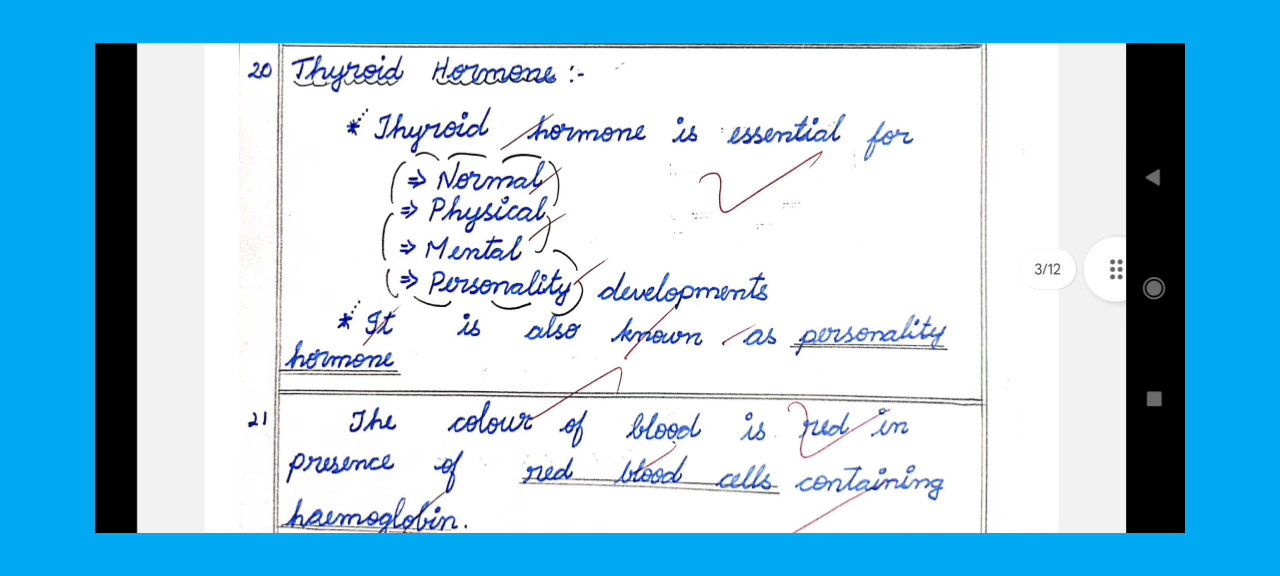 20 Thyroid Hormone :-
* Thyroid hormone is essential for
⇒ Normal
⇒ Physical
⇒ Mental
⇒ Personality developments
* It is also known as personality
hormone
3/12
21 The colour of blood is red in
presence of red blood cells containing
haemoglobin.